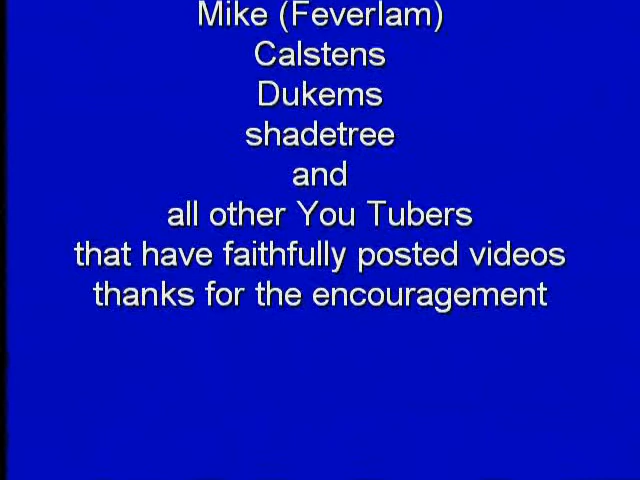 Mike (Feverlam)
Calstens
Dukems
shadetree
and
all other You Tubers
that have faithfully posted videos
thanks for the encouragement